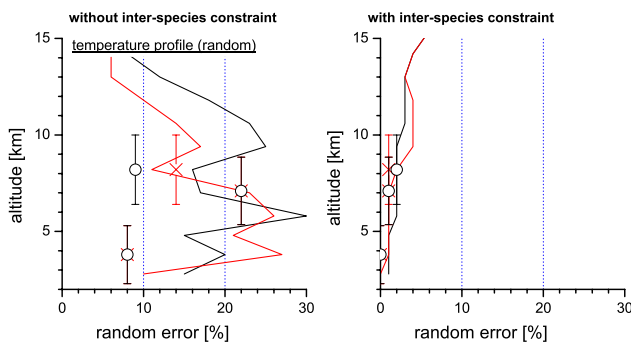 without inter-species constraint
with inter-species constraint
temperature profile (random)
15
10
5
altitude [km]
0
10
20
30
random error [%]
15
10
5
altitude [km]
0
10
20
30
random error [%]